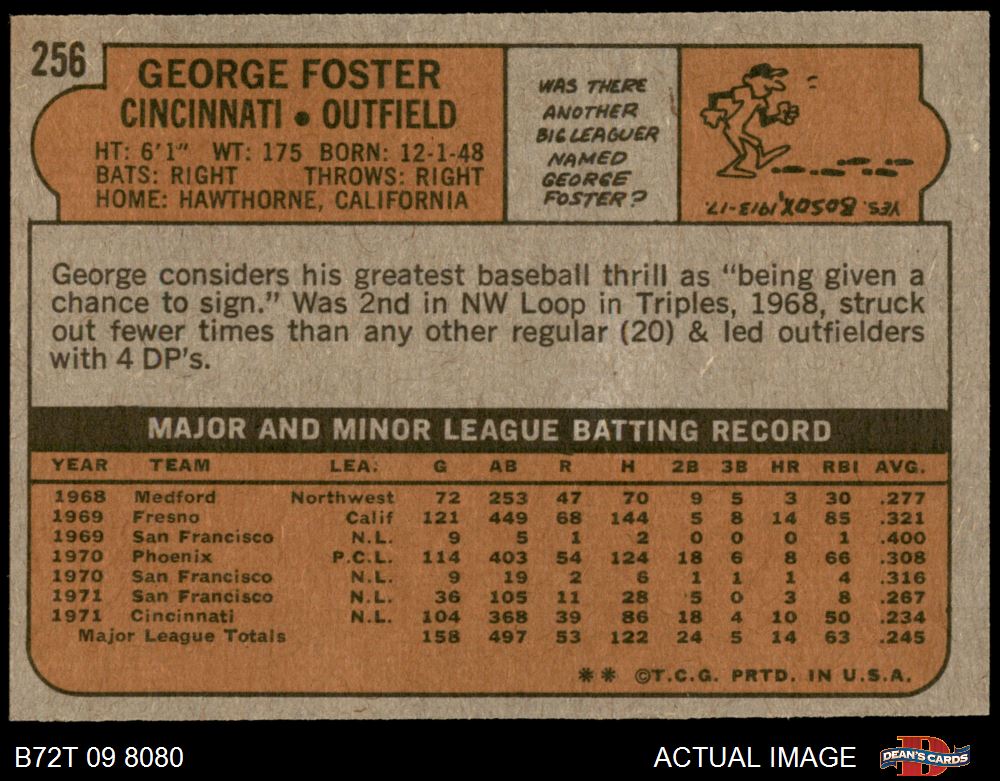 256
GEORGE FOSTER
CINCINNATI • OUTFIELD
HT: 6'1" WT: 175 BORN: 12-1-48
BATS: RIGHT THROWS: RIGHT
HOME: HAWTHORNE, CALIFORNIA
WAS THERE
ANOTHER
BIG LEAGUER
NAMED
GEORGE
FOSTER?
YES. BOSOX, 1913-17.
George considers his greatest baseball thrill as “being given a
chance to sign.” Was 2nd in NW Loop in Triples, 1968, struck
out fewer times than any other regular (20) & led outfielders
with 4 DP's.
MAJOR AND MINOR LEAGUE BATTING RECORD
YEAR TEAM LEA. G AB R H 2B 3B HR RBI AVG.
1968 Medford Northwest 72 253 47 70 9 5 3 30 .277
1969 Fresno Calif 121 449 68 144 5 8 14 85 .321
1969 San Francisco N.L. 9 5 1 2 0 0 0 1 .400
1970 Phoenix P.C.L. 114 403 54 124 18 6 8 66 .308
1970 San Francisco N.L. 9 19 2 6 1 1 1 4 .316
1971 San Francisco N.L. 36 105 11 28 5 0 3 8 .267
1971 Cincinnati N.L. 104 368 39 86 18 4 10 50 .234
Major League Totals 158 497 53 122 24 5 14 63 .245
** ©T.C.G. PRTD. IN U.S.A.
B72T 09 8080
ACTUAL IMAGE
DEAN'S CARDS